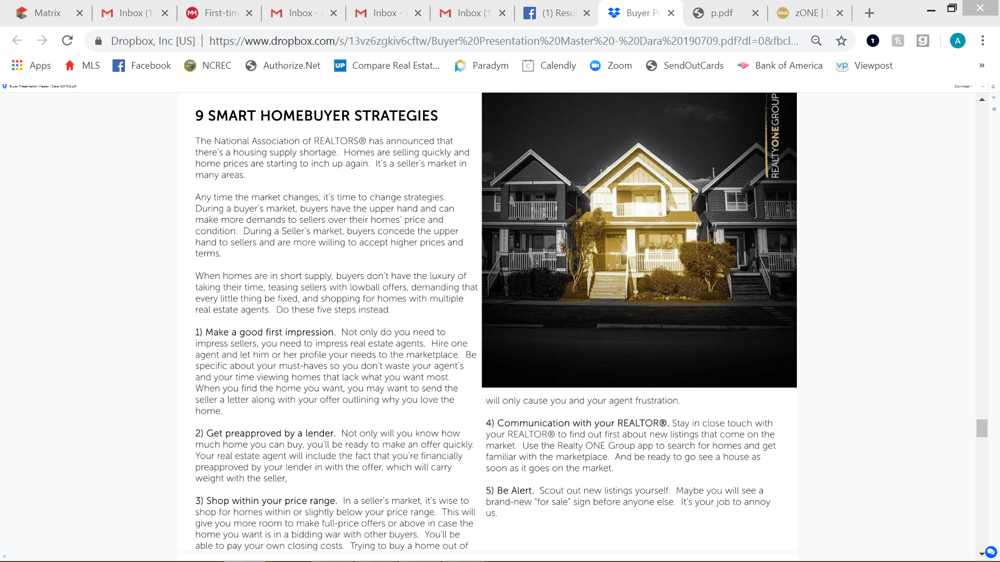 Matrix
Inbox (1
First-tim
Inbox - a
Inbox - c
Inbox (1
(1) Resu
Buyer Pr
p.pdf
zONE | D
Dropbox, Inc [US] | https://www.dropbox.com/s/13vz6zgkiv6cftw/Buyer%20Presentation%20Master%20-%20Dara%20190709.pdf?dl=0&fbcl...
A
Apps
MLS
Facebook
NCREC
Authorize.Net
UP Compare Real Estat...
Paradym
Calendly
Zoom
SendOutCards
Bank of America
vp Viewpost
»
Buyer Presentation Master - Dara 190709.pdf
Download
9 SMART HOMEBUYER STRATEGIES
The National Association of REALTORS® has announced that
there's a housing supply shortage. Homes are selling quickly and
home prices are starting to inch up again. It's a seller's market in
many areas.
Any time the market changes, it's time to change strategies.
During a buyer's market, buyers have the upper hand and can
make more demands to sellers over their homes' price and
condition. During a Seller's market, buyers concede the upper
hand to sellers and are more willing to accept higher prices and
terms.
When homes are in short supply, buyers don't have the luxury of
taking their time, teasing sellers with lowball offers, demanding that
every little thing be fixed, and shopping for homes with multiple
real estate agents. Do these five steps instead.
1) Make a good first impression. Not only do you need to
impress sellers, you need to impress real estate agents. Hire one
agent and let him or her profile your needs to the marketplace. Be
specific about your must-haves so you don't waste your agent's
and your time viewing homes that lack what you want most.
When you find the home you want, you may want to send the
seller a letter along with your offer outlining why you love the
home.
2) Get preapproved by a lender. Not only will you know how
much home you can buy, you'll be ready to make an offer quickly.
Your real estate agent will include the fact that you're financially
preapproved by your lender in with the offer, which will carry
weight with the seller,
3) Shop within your price range. In a seller's market, it's wise to
shop for homes within or slightly below your price range. This will
give you more room to make full-price offers or above in case the
home you want is in a bidding war with other buyers. You'll be
able to pay your own closing costs. Trying to buy a home out of
REALTYONEGROUP
will only cause you and your agent frustration.
4) Communication with your REALTOR®. Stay in close touch with
your REALTOR® to find out first about new listings that come on the
market. Use the Realty ONE Group app to search for homes and get
familiar with the marketplace. And be ready to go see a house as
soon as it goes on the market.
5) Be Alert. Scout out new listings yourself. Maybe you will see a
brand-new "for sale" sign before anyone else. It's your job to annoy
us.